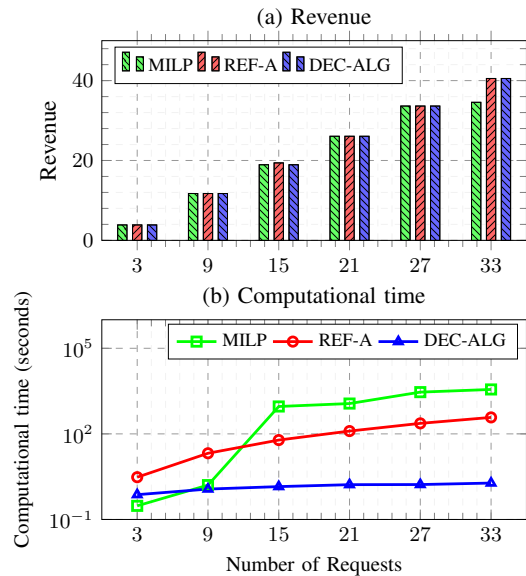 (a) Revenue
MILP REF-A DEC-ALG
Revenue
40
20
0
3 9 15 21 27 33
(b) Computational time
MILP REF-A DEC-ALG
Computational time (seconds)
10^5
10^2
10^−1
3 9 15 21 27 33
Number of Requests